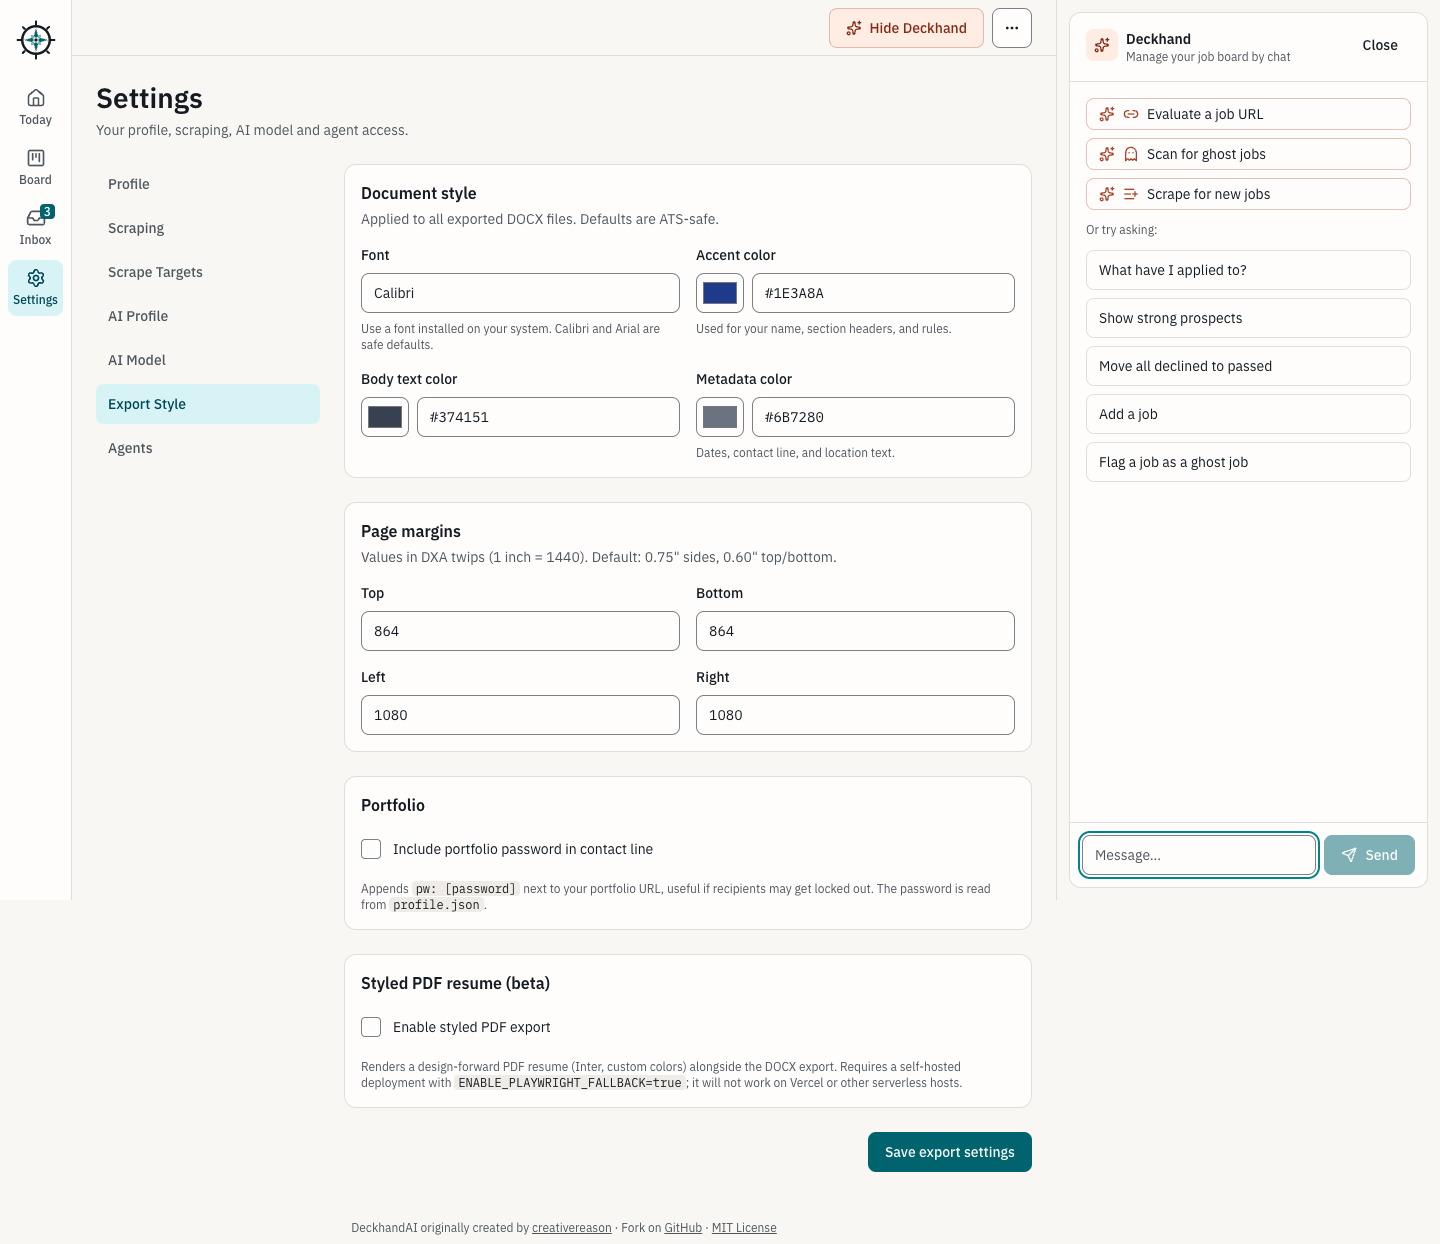 Today
Board
3
Inbox
Settings
Hide Deckhand
Settings
Your profile, scraping, AI model and agent access.
Profile
Scraping
Scrape Targets
AI Profile
AI Model
Export Style
Agents
Document style
Applied to all exported DOCX files. Defaults are ATS-safe.
Font
Calibri
Use a font installed on your system. Calibri and Arial are
safe defaults.
Accent color
#1E3A8A
Used for your name, section headers, and rules.
Body text color
#374151
Metadata color
#6B7280
Dates, contact line, and location text.
Page margins
Values in DXA twips (1 inch = 1440). Default: 0.75" sides, 0.60" top/bottom.
Top
864
Bottom
864
Left
1080
Right
1080
Portfolio
Include portfolio password in contact line
Appends pw: [password] next to your portfolio URL, useful if recipients may get locked out. The password is read
from profile.json.
Styled PDF resume (beta)
Enable styled PDF export
Renders a design-forward PDF resume (Inter, custom colors) alongside the DOCX export. Requires a self-hosted
deployment with ENABLE_PLAYWRIGHT_FALLBACK=true; it will not work on Vercel or other serverless hosts.
Save export settings
DeckhandAI originally created by creativereason · Fork on GitHub · MIT License
Deckhand
Manage your job board by chat
Close
Evaluate a job URL
Scan for ghost jobs
Scrape for new jobs
Or try asking:
What have I applied to?
Show strong prospects
Move all declined to passed
Add a job
Flag a job as a ghost job
Message...
Send